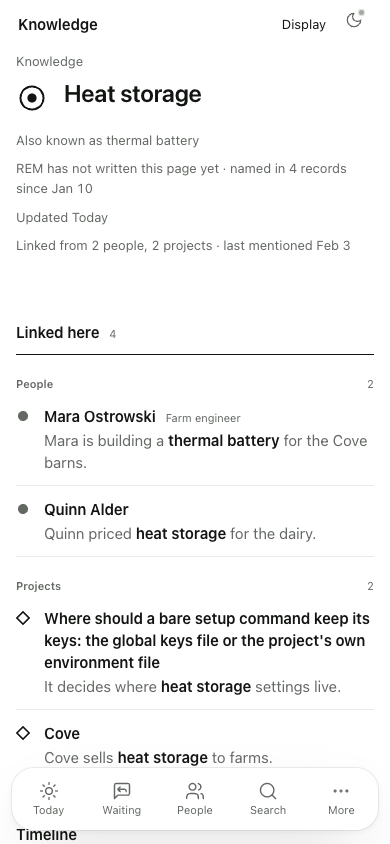 Knowledge
Display
Knowledge
Heat storage
Also known as thermal battery
REM has not written this page yet · named in 4 records
since Jan 10
Updated Today
Linked from 2 people, 2 projects · last mentioned Feb 3
Linked here 4
People 2
Mara Ostrowski Farm engineer
Mara is building a thermal battery for the Cove
barns.
Quinn Alder
Quinn priced heat storage for the dairy.
Projects 2
Where should a bare setup command keep its
keys: the global keys file or the project's own
environment file
It decides where heat storage settings live.
Cove
Cove sells heat storage to farms.
Today
Waiting
People
Search
More
Timeline